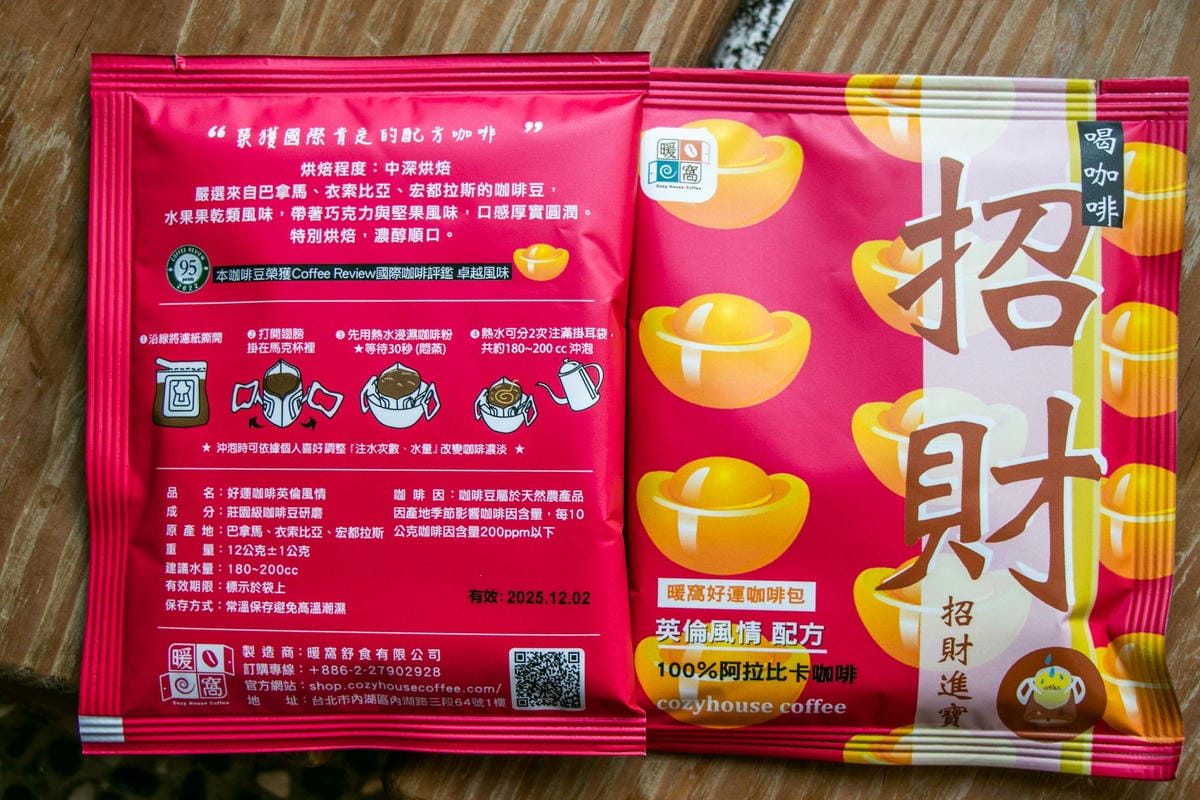 “ 榮獲國際肯定的配方咖啡 ”
烘焙程度：中深烘焙
嚴選來自巴拿馬、衣索比亞、宏都拉斯的咖啡豆，
水果果乾類風味，帶著巧克力與堅果風味，口感厚實圓潤。
特別烘焙，濃醇順口。
COFFEE REVIEW
95
points
2022
本咖啡豆榮獲Coffee Review國際咖啡評鑑 卓越風味
❶沿線將濾紙撕開
❷打開翅膀
掛在馬克杯裡
❸先用熱水浸濕咖啡粉
★等待30秒 (悶蒸)
❹熱水可分2次注滿掛耳袋，
共約180~200 cc 沖泡
★ 沖泡時可依據個人喜好調整「注水次數、水量」改變咖啡濃淡 ★
品名：好運咖啡英倫風情
成分：莊園級咖啡豆研磨
原產地：巴拿馬、衣索比亞、宏都拉斯
重量：12公克±1公克
建議水量：180~200cc
有效期限：標示於袋上
保存方式：常溫保存避免高溫潮濕
咖啡因：咖啡豆屬於天然農產品
因產地季節影響咖啡因含量，每10
公克咖啡因含量200ppm以下
有效: 2025.12.02
暖窩
Cozy House Coffee
製造商：暖窩舒食有限公司
訂購專線：+886-2-27902928
官方網站：shop.cozyhousecoffee.com/
地址：台北市內湖區內湖路三段64號1樓
暖窩
Cozy House Coffee
喝咖啡
招財
招財進寶
暖窩好運咖啡包
英倫風情 配方
100%阿拉比卡咖啡
cozyhouse coffee